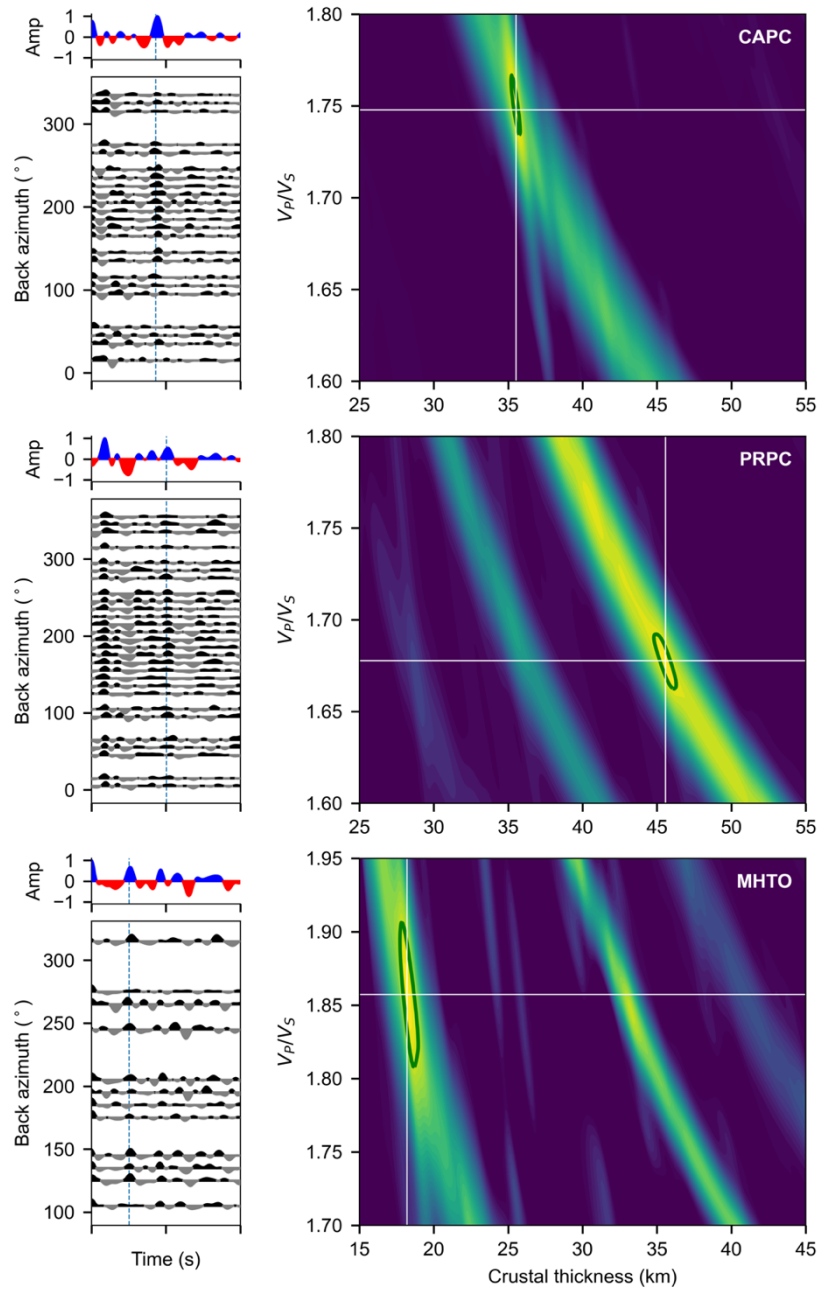 Amp
1
0
−1
Back azimuth (°)
300
200
100
0
CAPC
V_P/V_S
1.80
1.75
1.70
1.65
1.60
25 30 35 40 45 50 55
Amp
1
0
−1
Back azimuth (°)
300
200
100
0
PRPC
V_P/V_S
1.80
1.75
1.70
1.65
1.60
25 30 35 40 45 50 55
Amp
1
0
−1
Back azimuth (°)
300
250
200
150
100
Time (s)
MHTO
V_P/V_S
1.95
1.90
1.85
1.80
1.75
1.70
15 20 25 30 35 40 45
Crustal thickness (km)